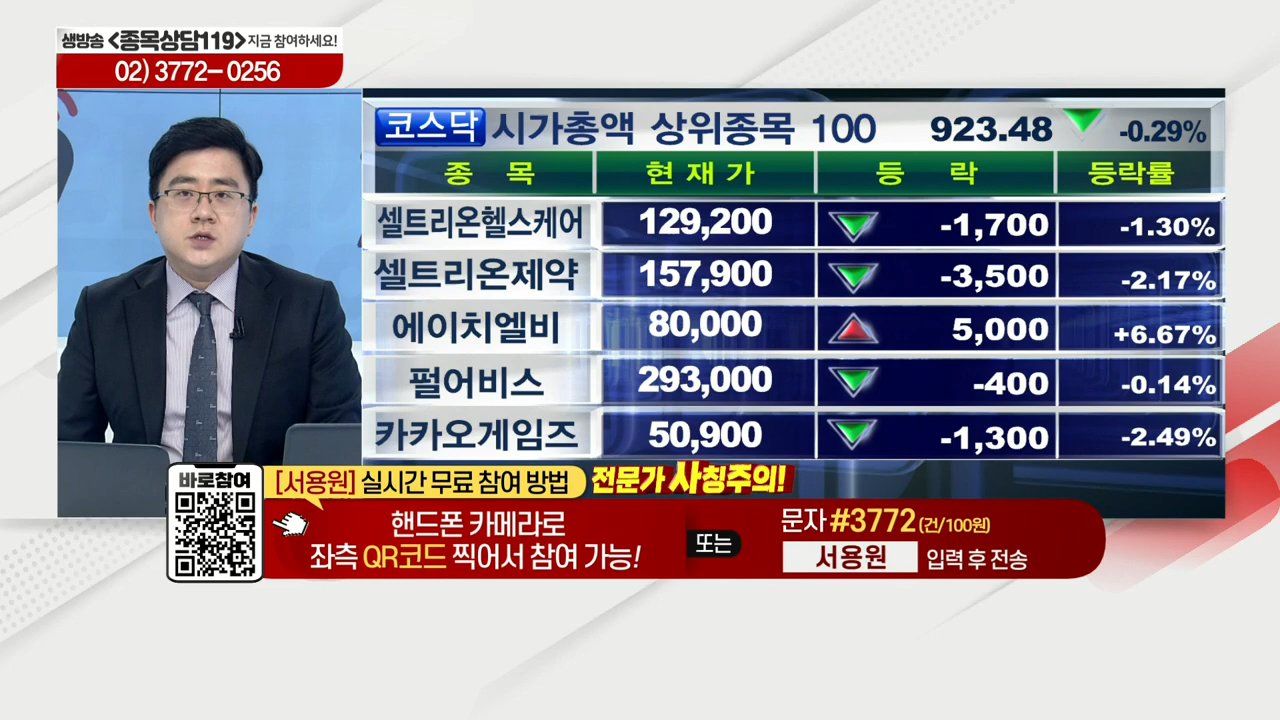 생방송 <종목상담119> 지금 참여하세요!
02) 3772-0256
코스닥 시가총액 상위종목 100 923.48 -0.29%
종 목 현 재 가 등 락 등락률
셀트리온헬스케어 129,200 -1,700 -1.30%
셀트리온제약 157,900 -3,500 -2.17%
에이치엘비 80,000 5,000 +6.67%
펄어비스 293,000 -400 -0.14%
카카오게임즈 50,900 -1,300 -2.49%
바로참여
[서용원] 실시간 무료 참여 방법 전문가 사칭주의!
핸드폰 카메라로
좌측 QR코드 찍어서 참여 가능!
또는
문자 #3772 (건/100원)
서용원 입력 후 전송